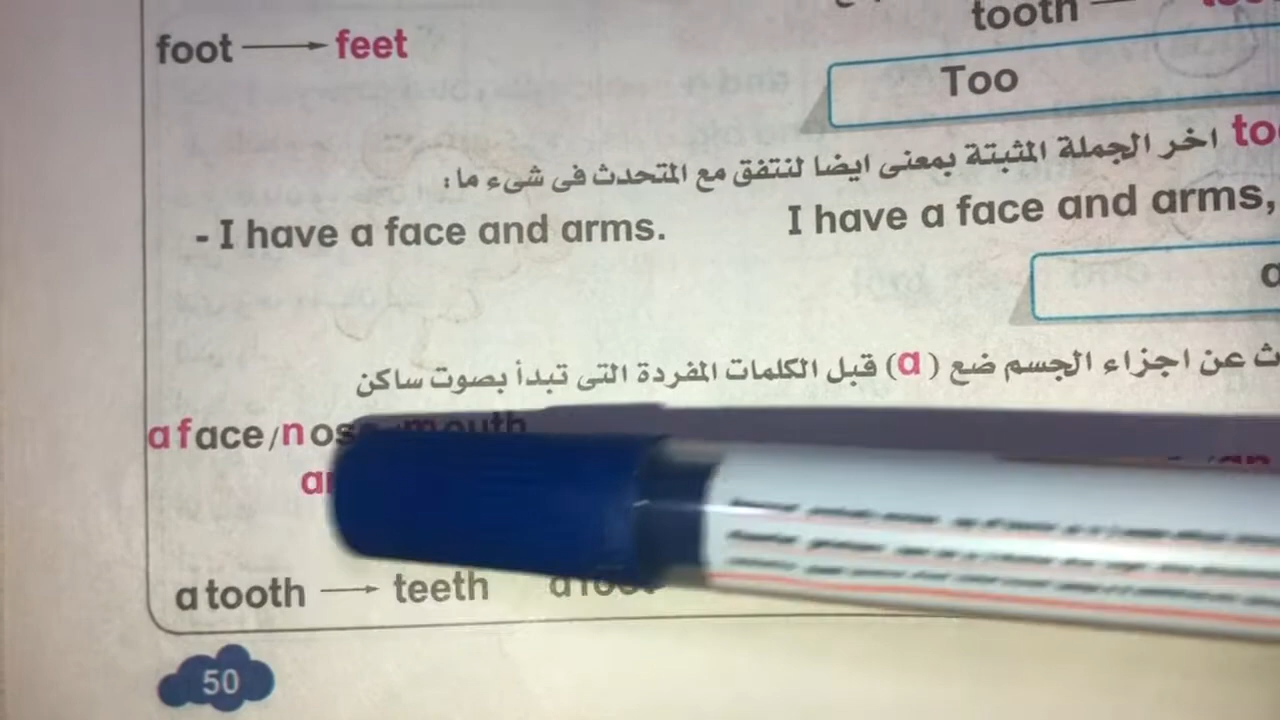 tooth
foot → feet
Too
to
اخر الجملة المثبتة بمعنى ايضا لنتفق مع المتحدث فى شىء ما :
- I have a face and arms. I have a face and arms,
عن اجزاء الجسم ضع (a) قبل الكلمات المفردة التى تبدأ بصوت ساكن
a face/nose mouth
a tooth → teeth
50